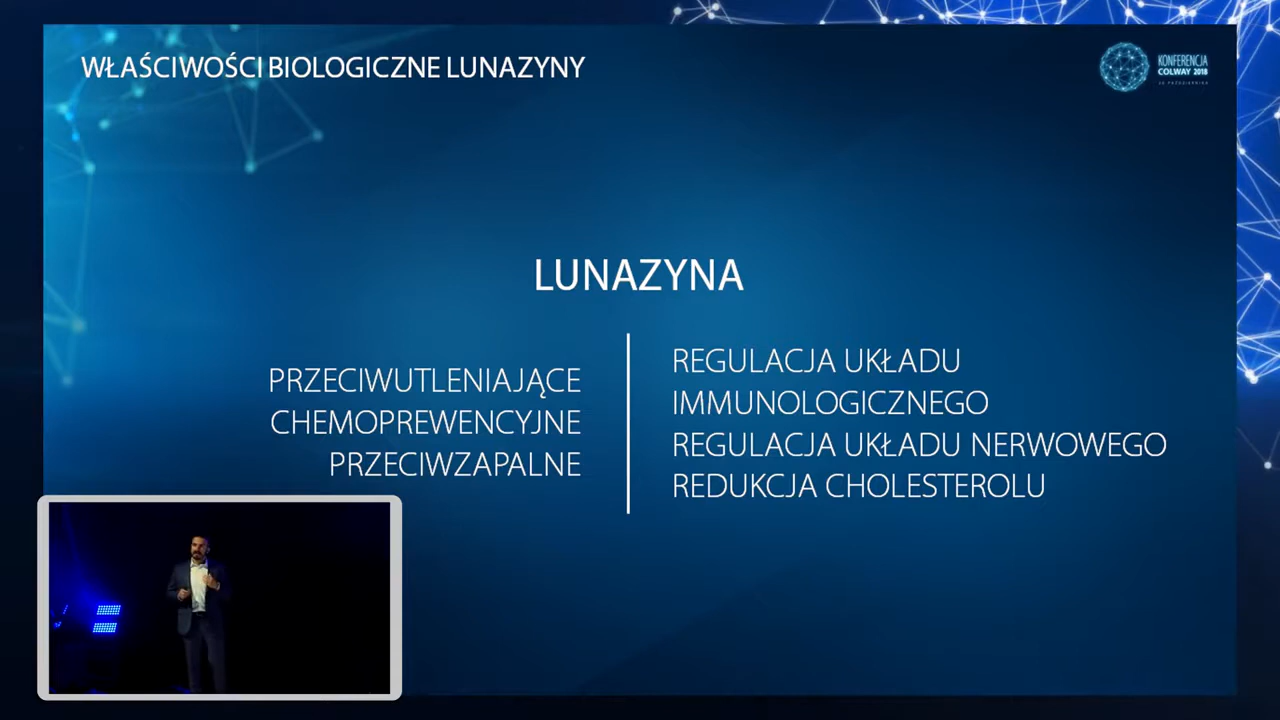 WŁAŚCIWOŚCI BIOLOGICZNE LUNAZYNY
KONFERENCJA
COLWAY 2018
LUNAZYNA
PRZECIWUTLENIAJĄCE
CHEMOPREWENCYJNE
PRZECIWZAPALNE
REGULACJA UKŁADU
IMMUNOLOGICZNEGO
REGULACJA UKŁADU NERWOWEGO
REDUKCJA CHOLESTEROLU